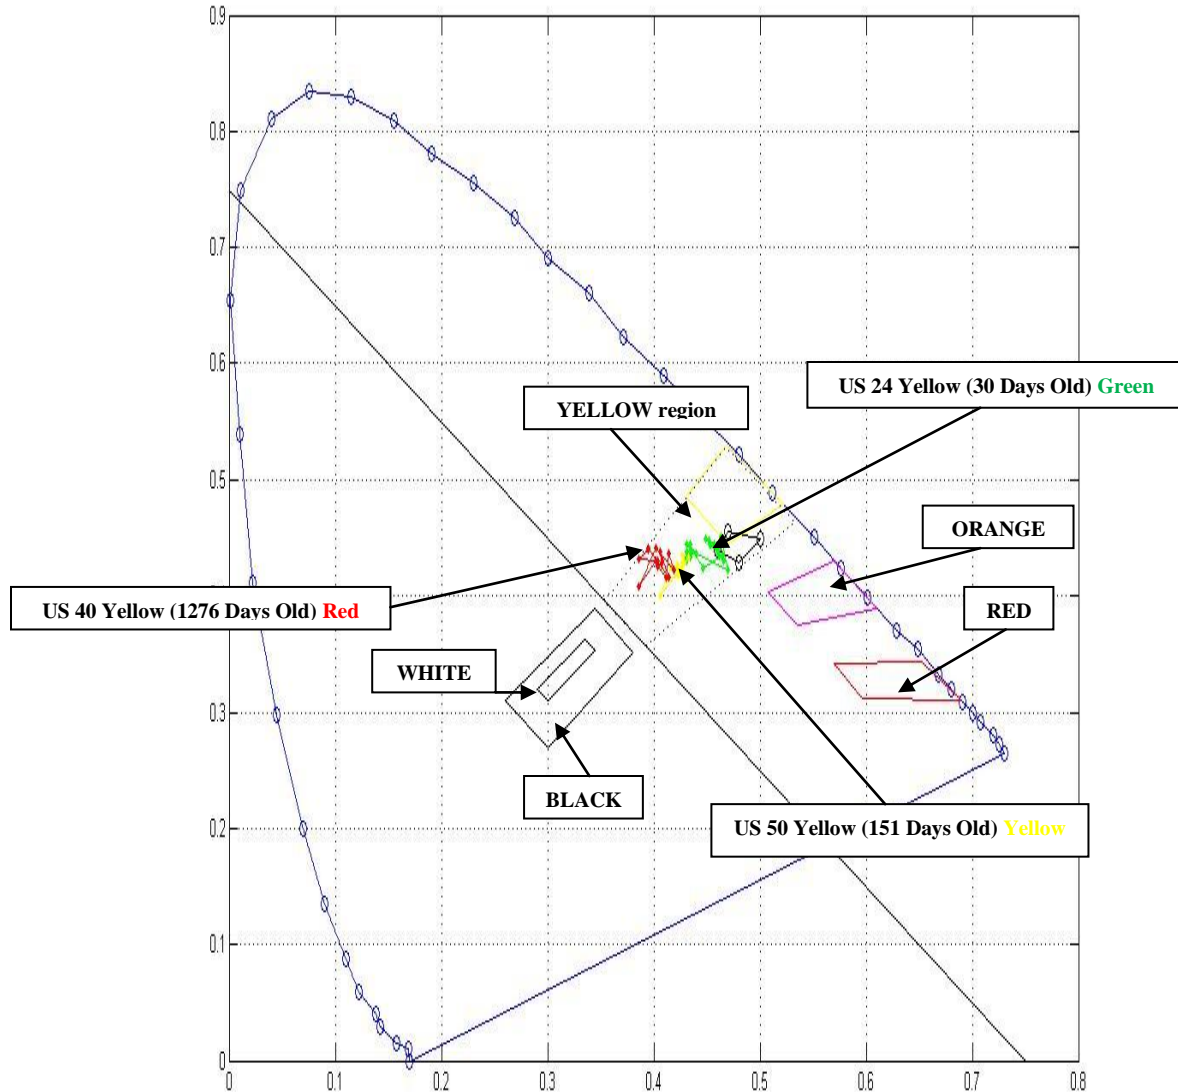 0.9
0.8
0.7
0.6
0.5
0.4
0.3
0.2
0.1
0
US 24 Yellow (30 Days Old) Green
YELLOW region
ORANGE
US 40 Yellow (1276 Days Old) Red
RED
WHITE
BLACK
US 50 Yellow (151 Days Old) Yellow
0 0.1 0.2 0.3 0.4 0.5 0.6 0.7 0.8